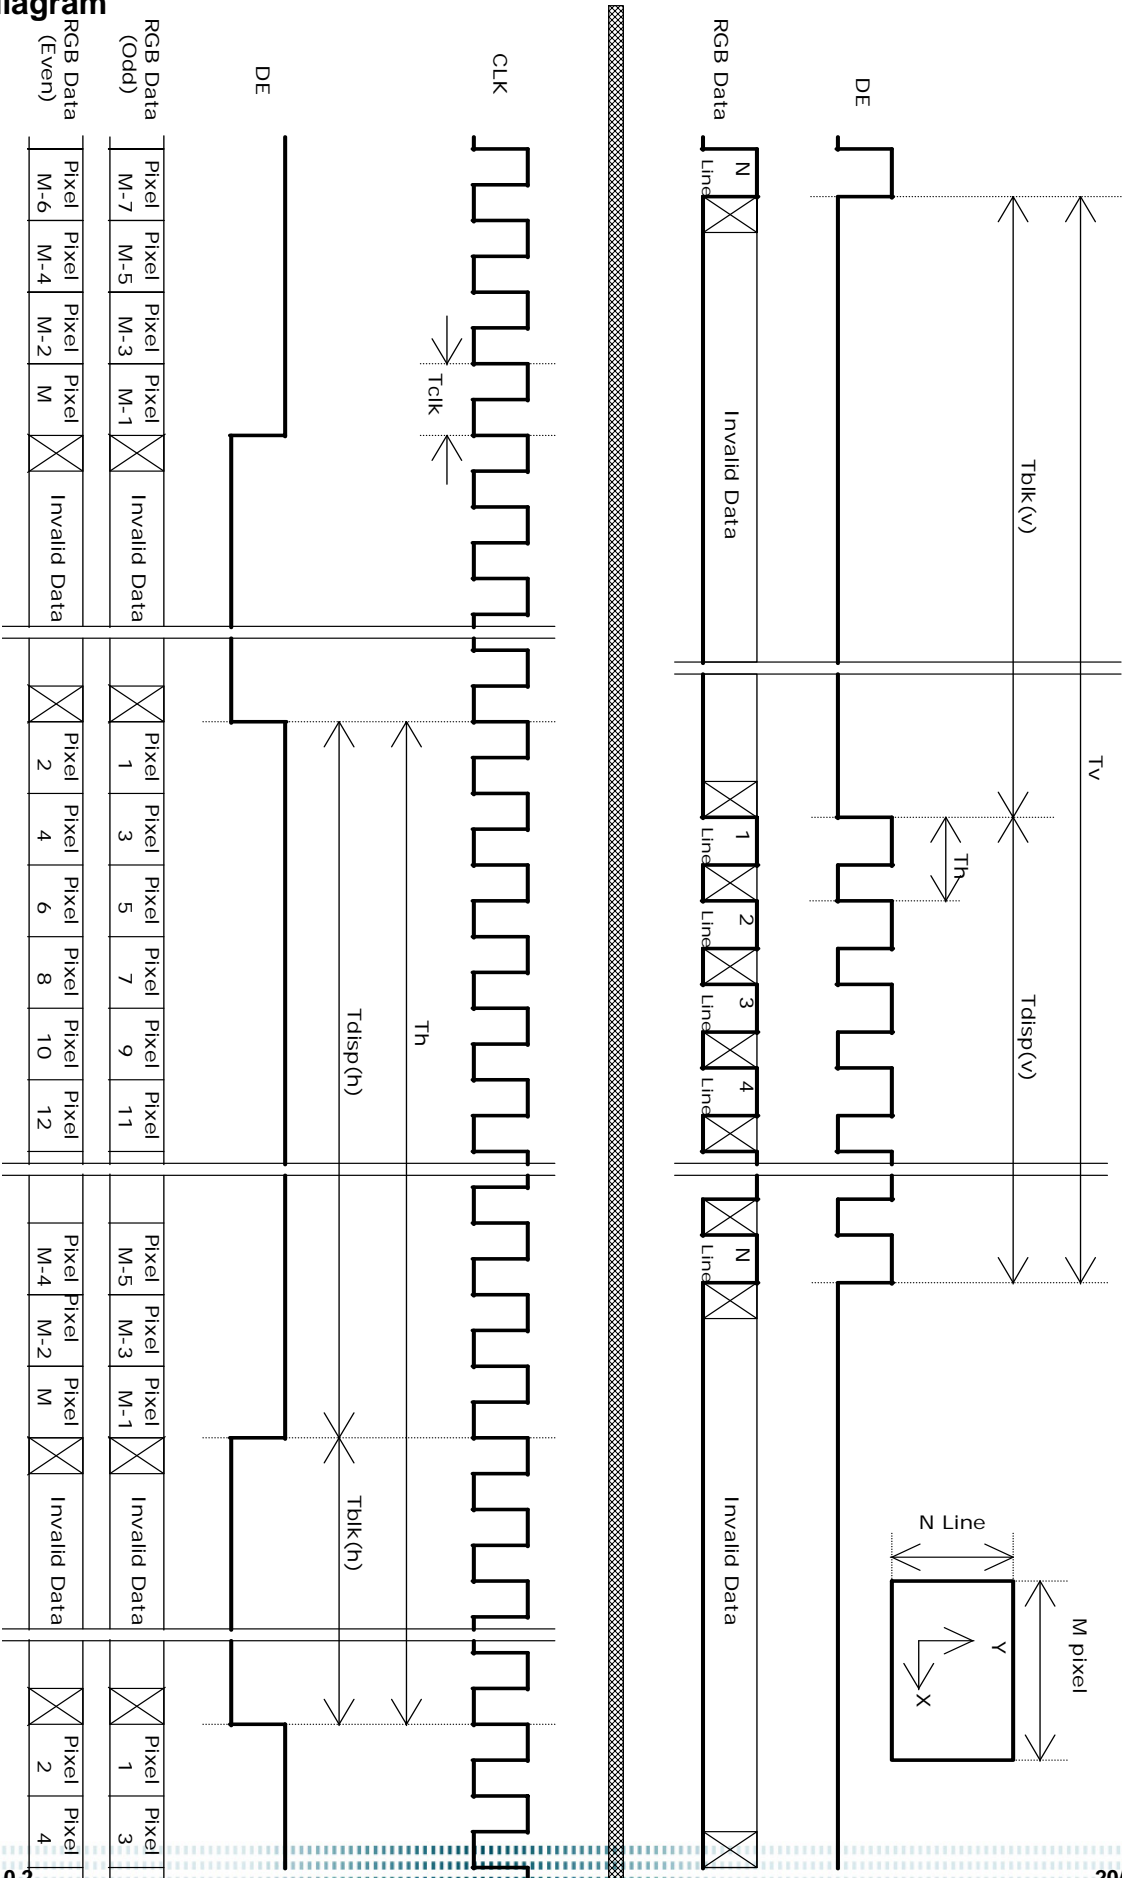 iagram
Tv
Tblk(v)
Tdisp(v)
Th
M pixel
N Line
Y
X
DE
RGB Data
N
Line
Invalid Data
1
Line
2
Line
3
Line
4
Line
N
Line
Invalid Data
CLK
Tclk
Th
Tdisp(h)
Tblk(h)
DE
RGB Data
(Odd)
Pixel
M-7
Pixel
M-5
Pixel
M-3
Pixel
M-1
Invalid Data
Pixel
1
Pixel
3
Pixel
5
Pixel
7
Pixel
9
Pixel
11
Pixel
M-5
Pixel
M-3
Pixel
M-1
Invalid Data
Pixel
1
Pixel
3
RGB Data
(Even)
Pixel
M-6
Pixel
M-4
Pixel
M-2
Pixel
M
Invalid Data
Pixel
2
Pixel
4
Pixel
6
Pixel
8
Pixel
10
Pixel
12
Pixel
M-4
Pixel
M-2
Pixel
M
Invalid Data
Pixel
2
Pixel
4